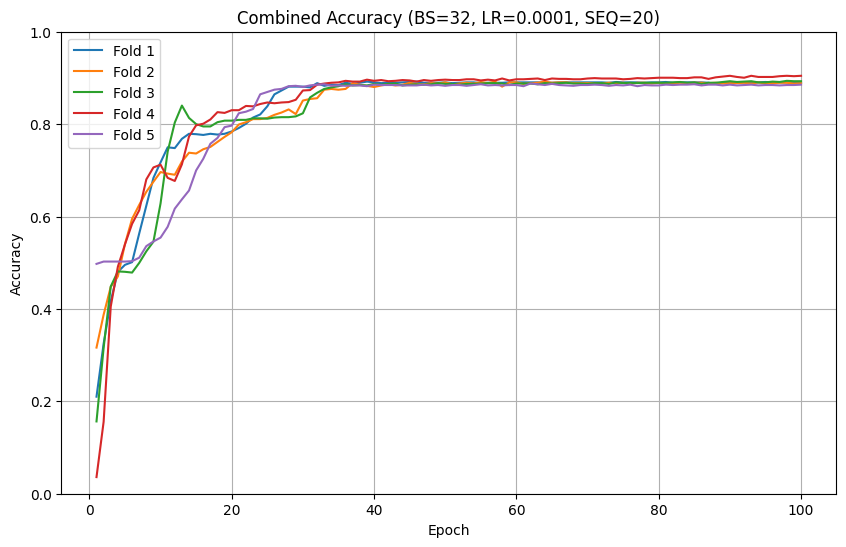 Combined Accuracy (BS=32, LR=0.0001, SEQ=20)
1.0
0.8
0.6
0.4
0.2
0.0
Accuracy
Fold 1
Fold 2
Fold 3
Fold 4
Fold 5
0 20 40 60 80 100
Epoch